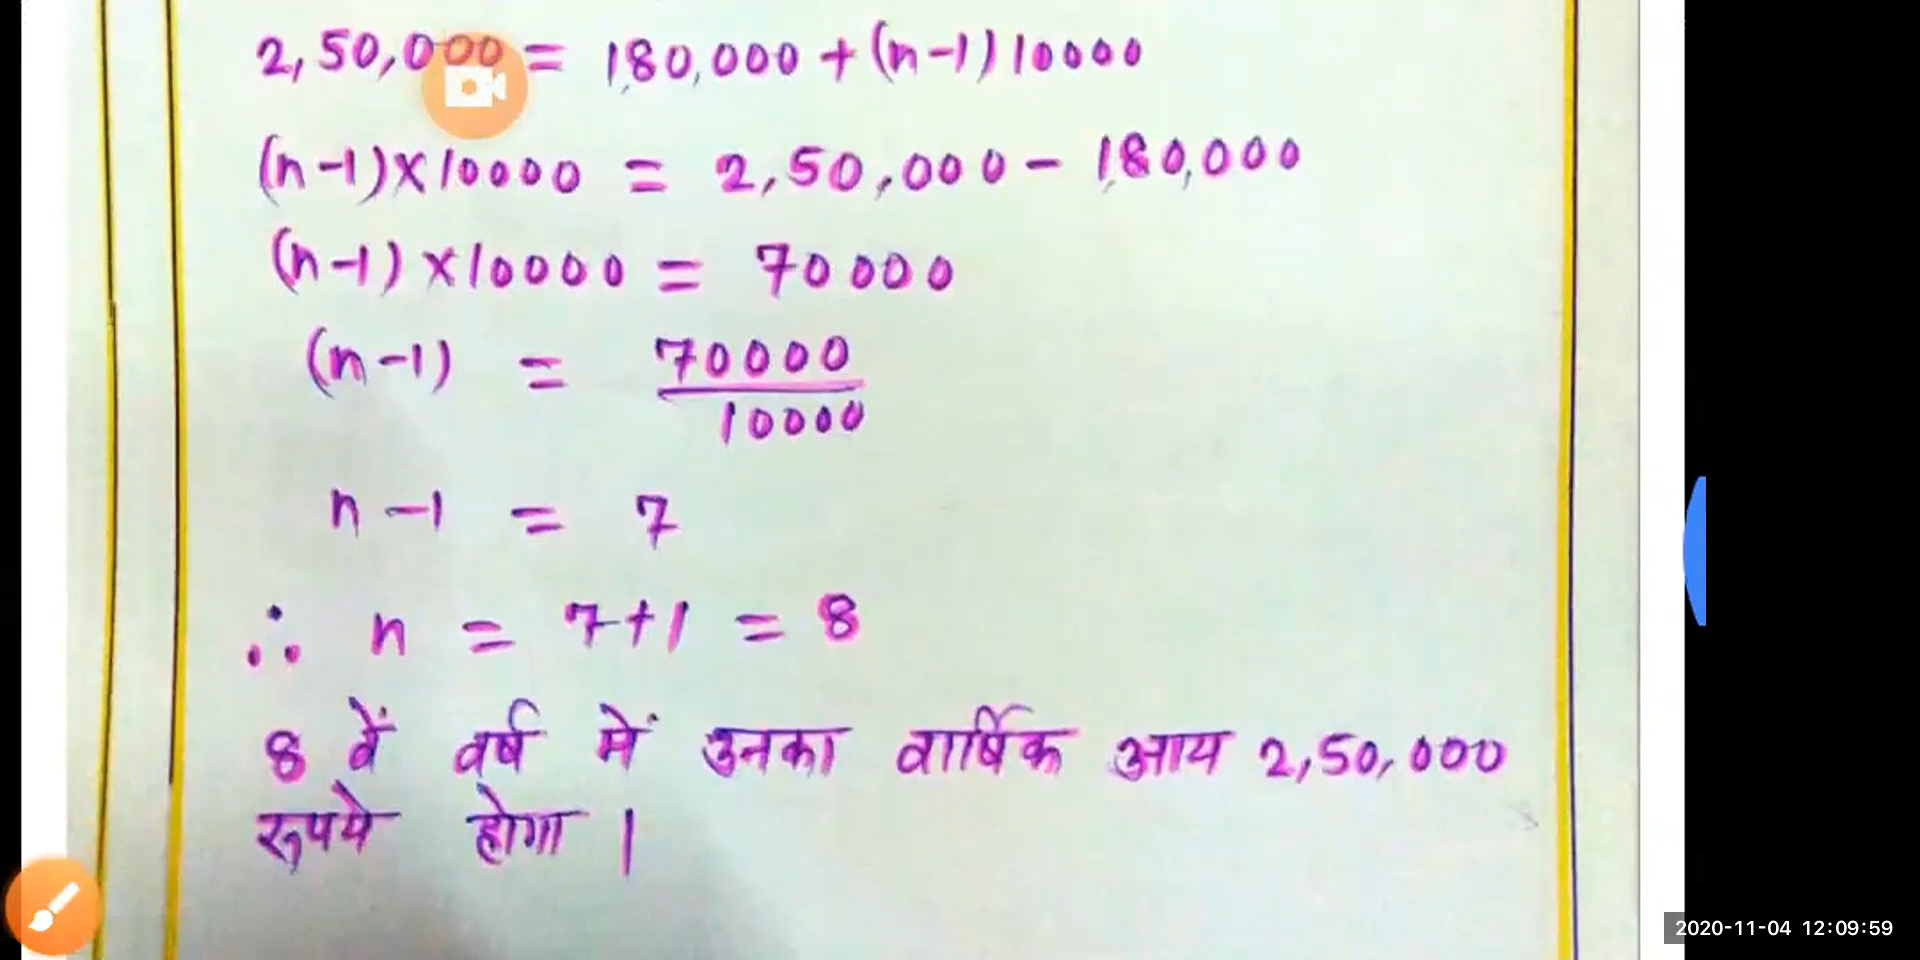 2,50,000 = 180,000 + (n-1) 10000
(n-1)×10000 = 2,50,000 - 180,000
(n-1) ×10000 = 70000
(n-1) = 70000/10000
n-1 = 7
∴ n = 7+1 = 8
8 वें वर्ष में उनका वार्षिक आय 2,50,000
रूपये होगा |
2020-11-04 12:09:59